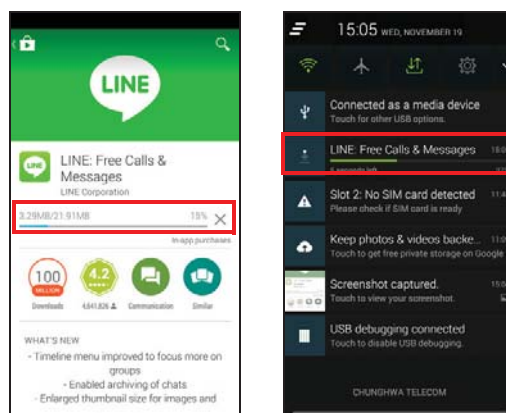 LINE
LINE: Free Calls &
Messages
LINE Corporation
3.29MB/21.91MB 15%
In-app purchases
100
MILLION
4.2
Downloads 4,641,826 Communication Similar
WHAT'S NEW
- Timeline menu improved to focus more on
groups
- Enabled archiving of chats
- Enlarged thumbnail size for images and
15:05 WED, NOVEMBER 19
Connected as a media device
Touch for other USB options.
LINE: Free Calls & Messages
seconds left
Slot 2: No SIM card detected
Please check if SIM card is ready
Keep photos & videos backe...
Touch to get free private storage on Google
Screenshot captured.
Touch to view your screenshot.
USB debugging connected
Touch to disable USB debugging.
CHUNGHWA TELECOM